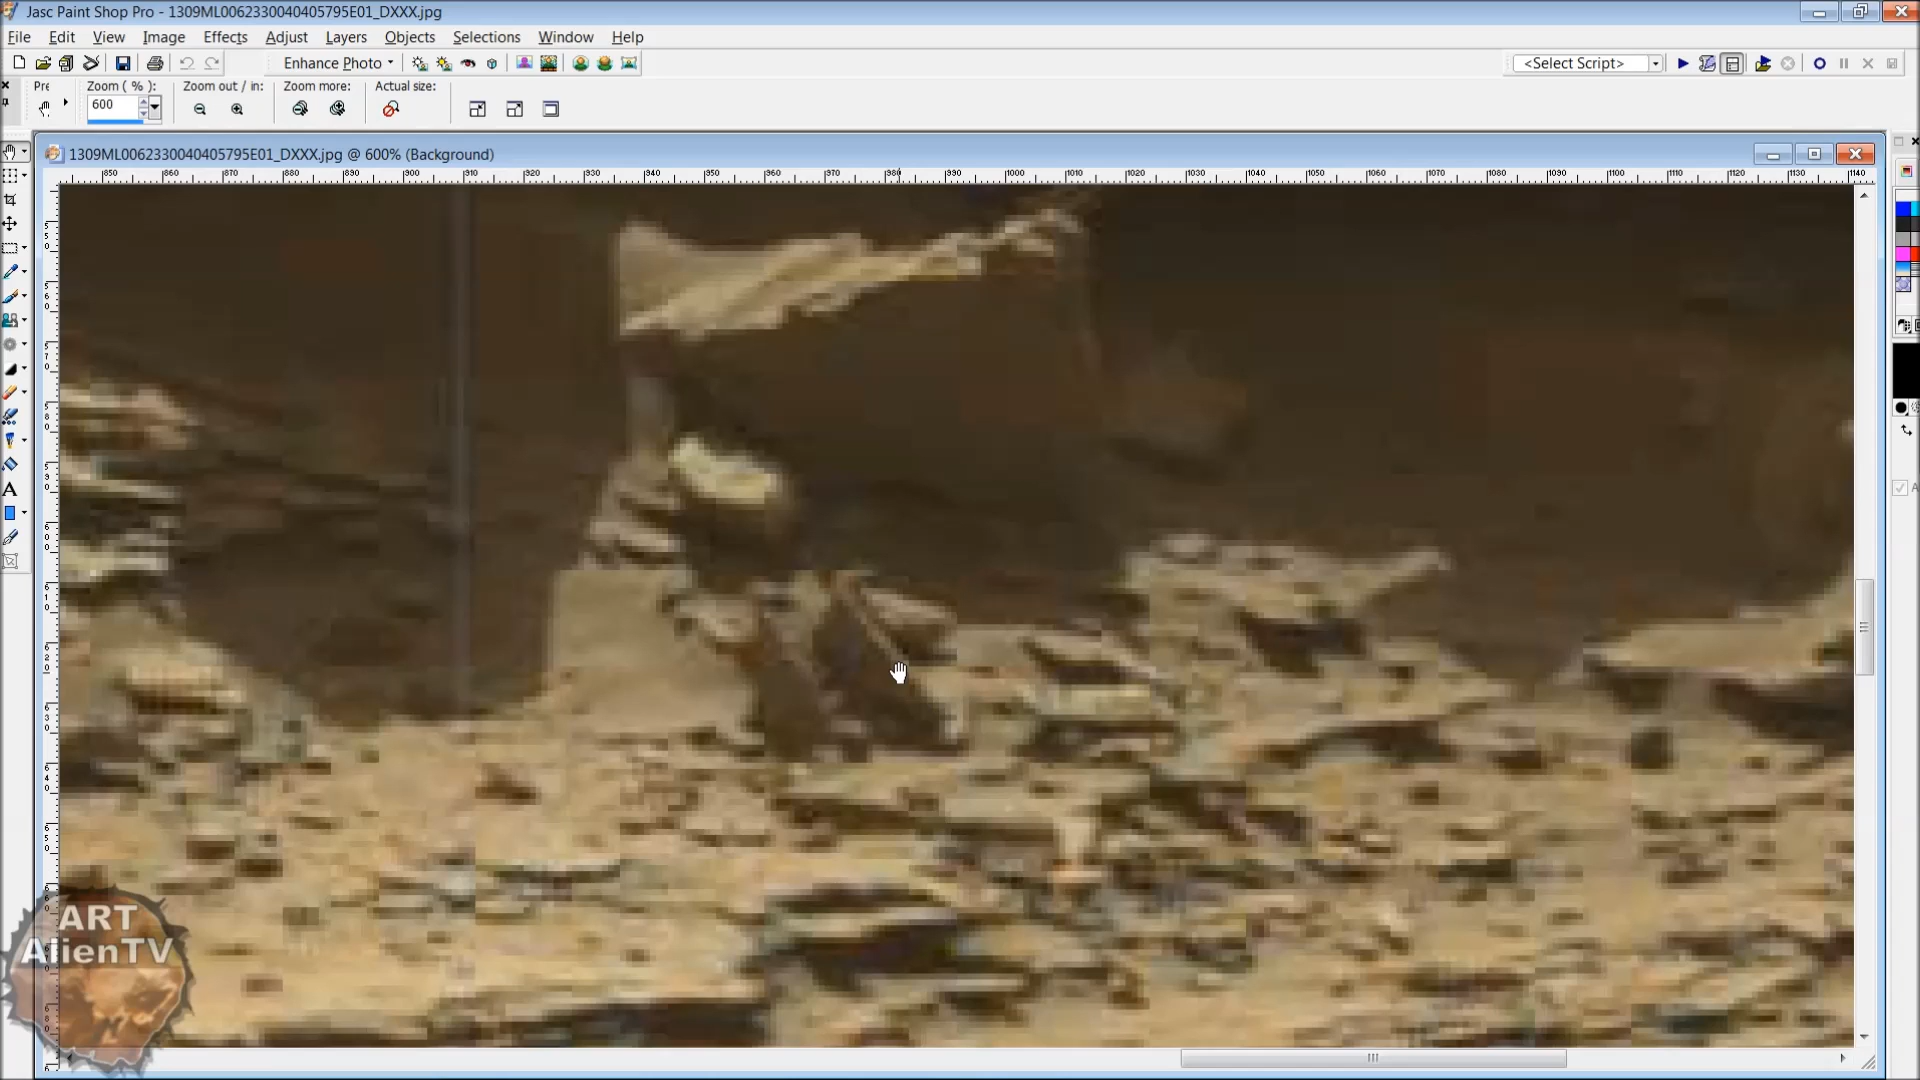 Jasc Paint Shop Pro - 1309ML0062330040405795E01_DXXX.jpg
File Edit View Image Effects Adjust Layers Objects Selections Window Help
Enhance Photo
<Select Script>
Pre
Zoom ( % ):
Zoom out / in:
Zoom more:
Actual size:
600
1309ML0062330040405795E01_DXXX.jpg @ 600% (Background)
ART
AlienTV